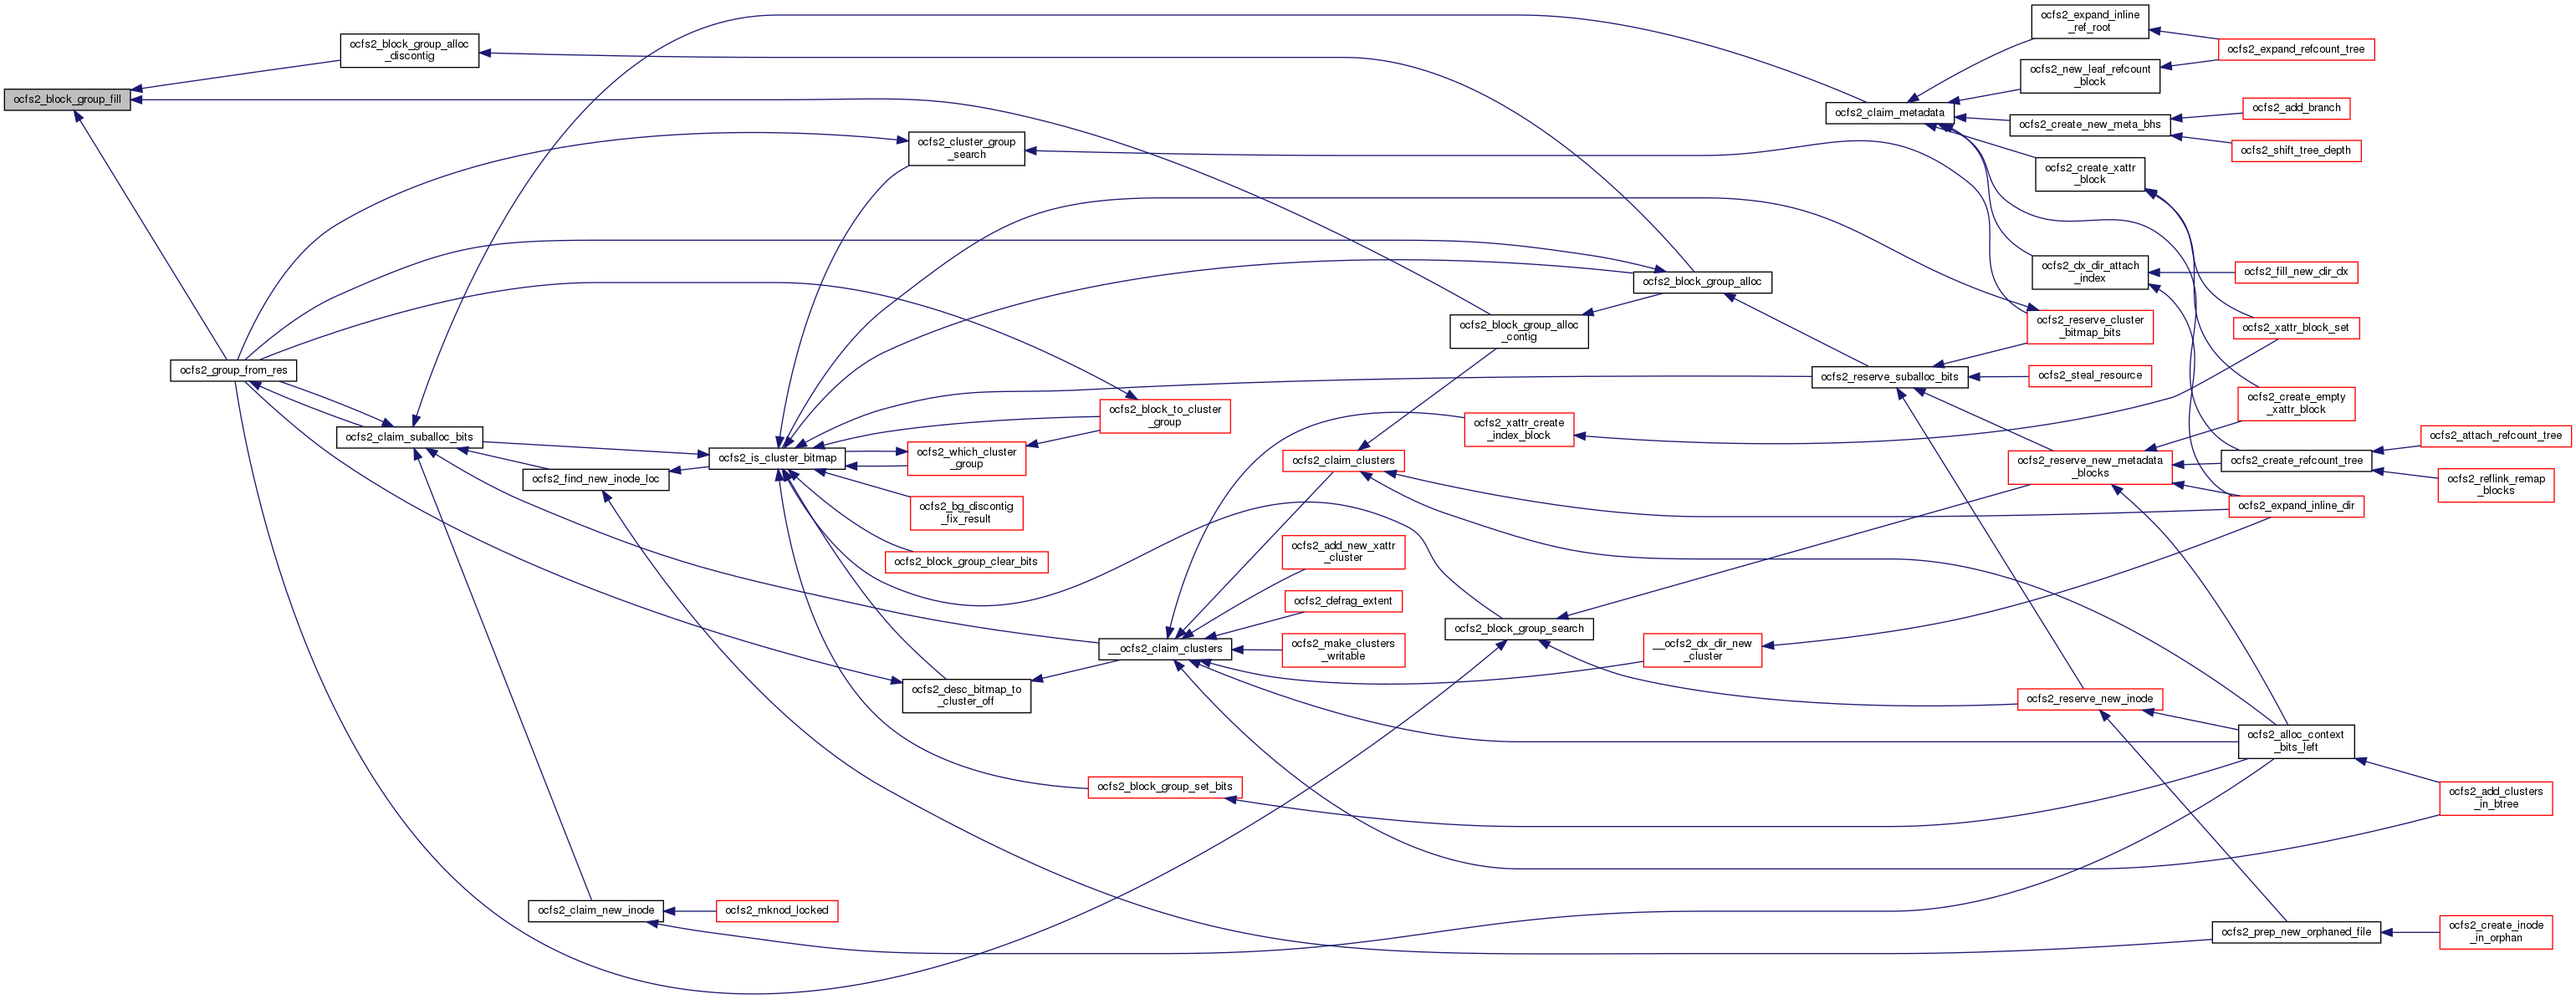 ocfs2_block_group_fill
ocfs2_block_group_alloc
_discontig
ocfs2_group_from_res
ocfs2_claim_suballoc_bits
ocfs2_find_new_inode_loc
ocfs2_claim_new_inode
ocfs2_mknod_locked
ocfs2_is_cluster_bitmap
ocfs2_cluster_group
_search
ocfs2_which_cluster
_group
ocfs2_bg_discontig
_fix_result
ocfs2_block_group_clear_bits
ocfs2_desc_bitmap_to
_cluster_off
ocfs2_block_to_cluster
_group
__ocfs2_claim_clusters
ocfs2_block_group_set_bits
ocfs2_claim_clusters
ocfs2_add_new_xattr
_cluster
ocfs2_defrag_extent
ocfs2_make_clusters
_writable
ocfs2_block_group_alloc
_contig
ocfs2_xattr_create
_index_block
ocfs2_block_group_search
ocfs2_block_group_alloc
__ocfs2_dx_dir_new
_cluster
ocfs2_claim_metadata
ocfs2_reserve_suballoc_bits
ocfs2_expand_inline
_ref_root
ocfs2_new_leaf_refcount
_block
ocfs2_create_new_meta_bhs
ocfs2_create_xattr
_block
ocfs2_dx_dir_attach
_index
ocfs2_reserve_cluster
_bitmap_bits
ocfs2_steal_resource
ocfs2_reserve_new_metadata
_blocks
ocfs2_reserve_new_inode
ocfs2_expand_refcount_tree
ocfs2_add_branch
ocfs2_shift_tree_depth
ocfs2_fill_new_dir_dx
ocfs2_xattr_block_set
ocfs2_create_empty
_xattr_block
ocfs2_create_refcount_tree
ocfs2_expand_inline_dir
ocfs2_alloc_context
_bits_left
ocfs2_prep_new_orphaned_file
ocfs2_attach_refcount_tree
ocfs2_reflink_remap
_blocks
ocfs2_add_clusters
_in_btree
ocfs2_create_inode
_in_orphan